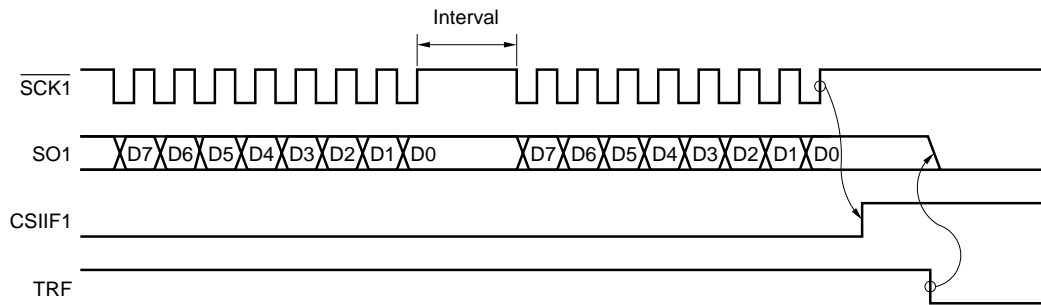 Interval
SCK1
SO1 D7 D6 D5 D4 D3 D2 D1 D0 D7 D6 D5 D4 D3 D2 D1 D0
CSIIF1
TRF